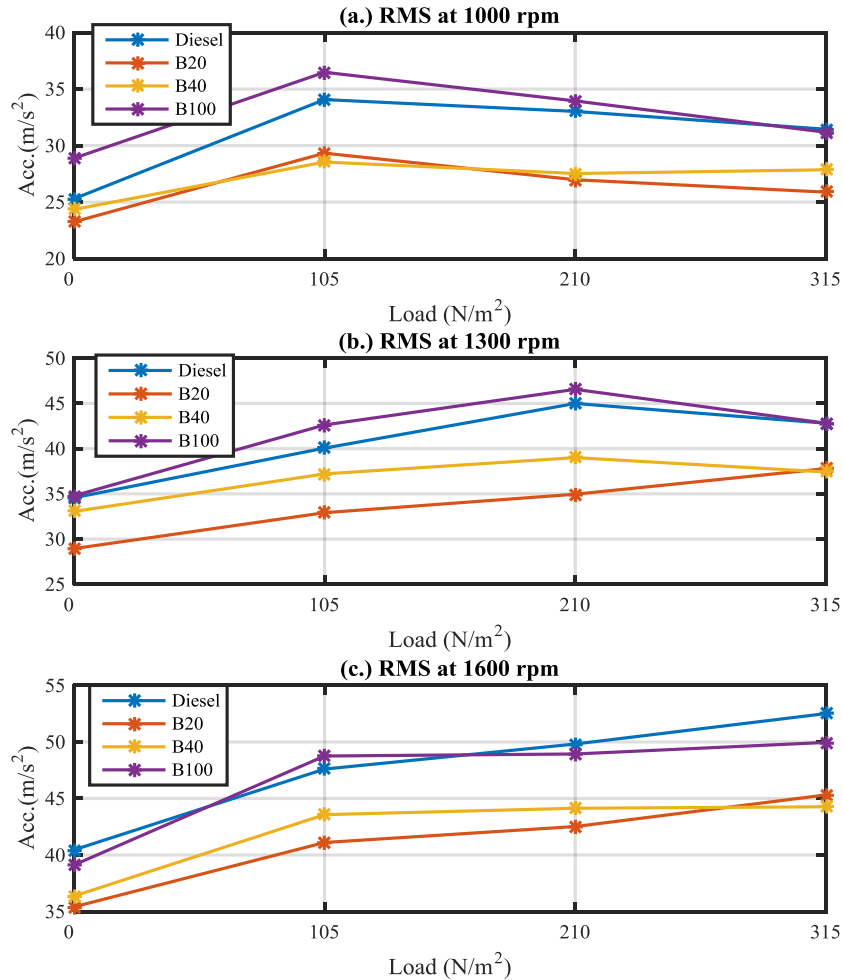 (a.) RMS at 1000 rpm
40
35
30
25
20
Acc.(m/s²)
Diesel
B20
B40
B100
0 105 210 315
Load (N/m²)
(b.) RMS at 1300 rpm
50
45
40
35
30
25
Acc.(m/s²)
Diesel
B20
B40
B100
0 105 210 315
Load (N/m²)
(c.) RMS at 1600 rpm
55
50
45
40
35
Acc.(m/s²)
Diesel
B20
B40
B100
0 105 210 315
Load (N/m²)